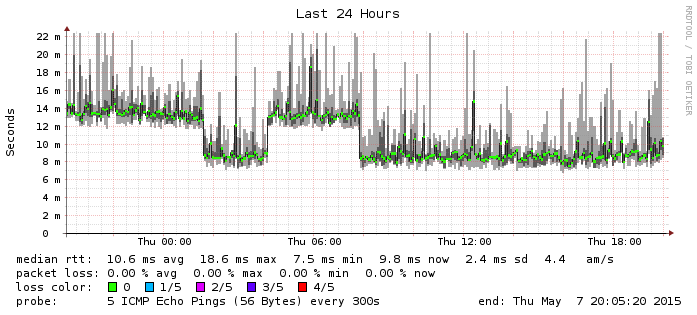 Last 24 Hours
RRDTOOL / TOBI OETIKER
Seconds
22 m
20 m
18 m
16 m
14 m
12 m
10 m
8 m
6 m
4 m
2 m
0
Thu 00:00 Thu 06:00 Thu 12:00 Thu 18:00
median rtt: 10.6 ms avg 18.6 ms max 7.5 ms min 9.8 ms now 2.4 ms sd 4.4 am/s
packet loss: 0.00 % avg 0.00 % max 0.00 % min 0.00 % now
loss color: 0 1/5 2/5 3/5 4/5
probe: 5 ICMP Echo Pings (56 Bytes) every 300s end: Thu May 7 20:05:20 2015